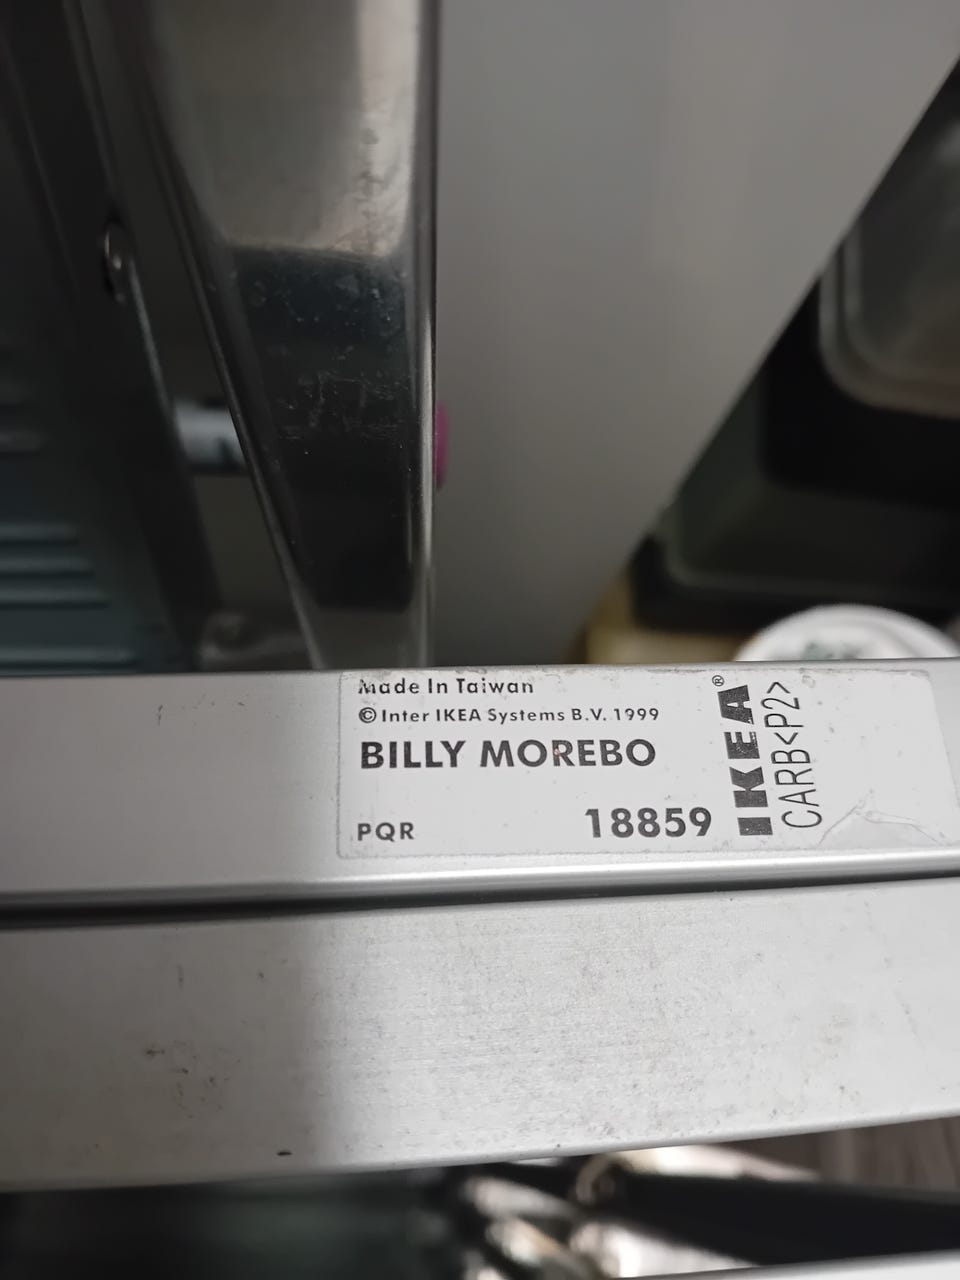 Made In Taiwan
©Inter IKEA Systems B.V. 1999
BILLY MOREBO
PQR 18859
IKEA®
CARB<P2>